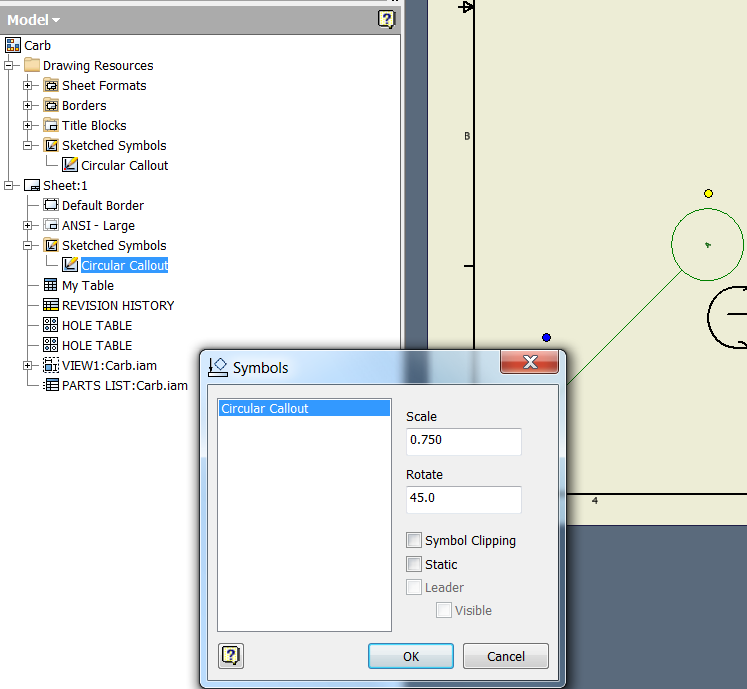 Model
Carb
Drawing Resources
Sheet Formats
Borders
Title Blocks
Sketched Symbols
Circular Callout
Sheet:1
Default Border
ANSI - Large
Sketched Symbols
Circular Callout
My Table
REVISION HISTORY
HOLE TABLE
HOLE TABLE
VIEW1:Carb.iam
PARTS LIST:Carb.iam
B
4
Symbols
Circular Callout
Scale
0.750
Rotate
45.0
Symbol Clipping
Static
Leader
Visible
OK
Cancel